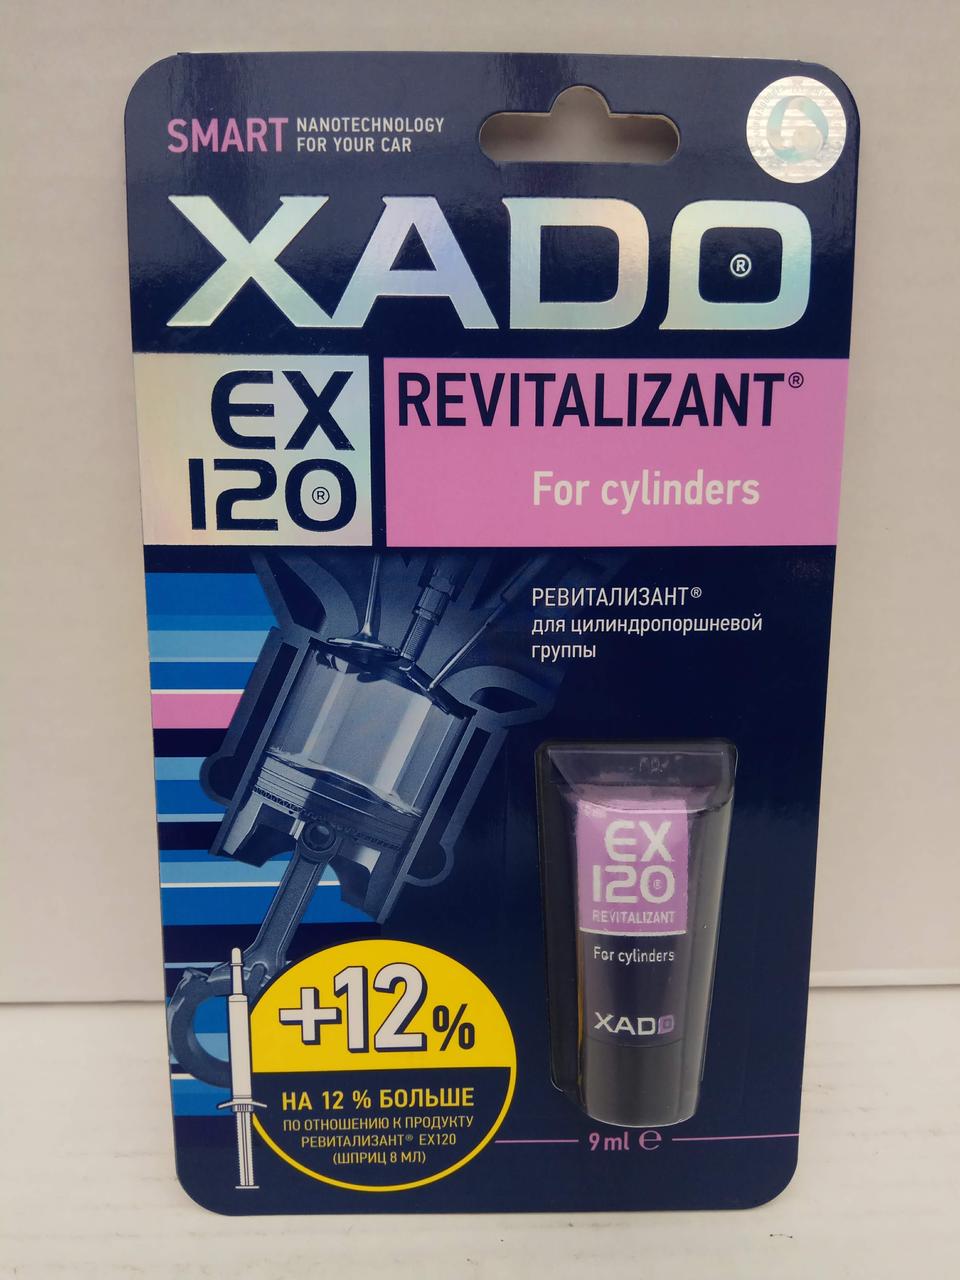 SMART NANOTECHNOLOGY
FOR YOUR CAR
XADO®
EX
120®
REVITALIZANT®
For cylinders
РЕВИТАЛИЗАНТ®
для цилиндропоршневой
группы
EX
120®
REVITALIZANT
For cylinders
XADO
+12%
НА 12 % БОЛЬШЕ
ПО ОТНОШЕНИЮ К ПРОДУКТУ
РЕВИТАЛИЗАНТ® EX120
(ШПРИЦ 8 МЛ)
9 ml ℮